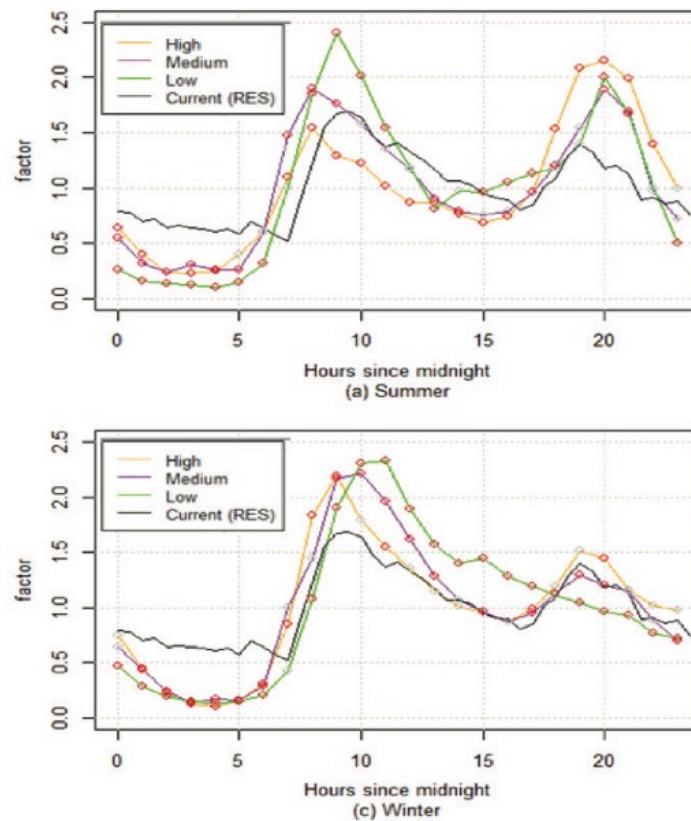 2.5
2.0
1.5
1.0
0.5
0.0
factor
High
Medium
Low
Current (RES)
0 5 10 15 20
Hours since midnight
(a) Summer
2.5
2.0
1.5
1.0
0.5
0.0
factor
High
Medium
Low
Current (RES)
0 5 10 15 20
Hours since midnight
(c) Winter